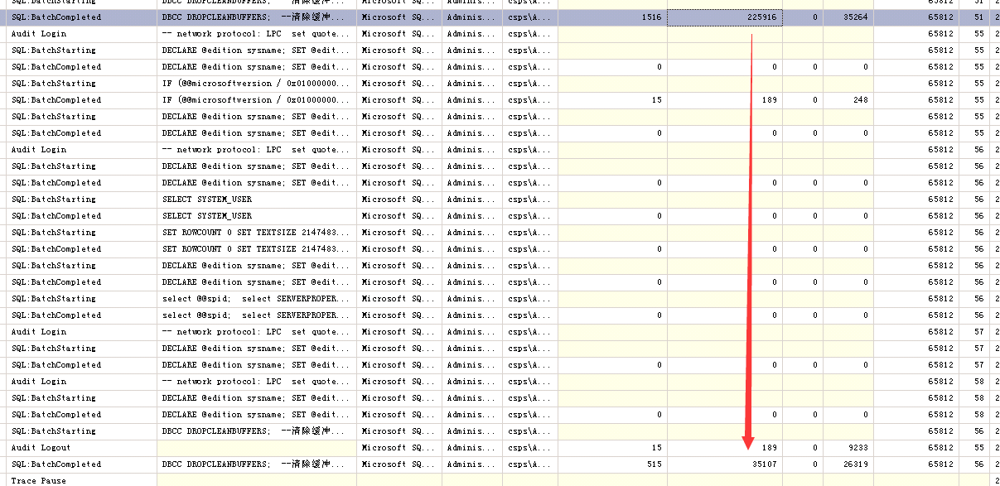 SQL:BatchStarting DBCC DROPCLEANBUFFERS; --清除缓冲... Microsoft SQ... Adminis... csps\A... 65812 51 2
SQL:BatchCompleted DBCC DROPCLEANBUFFERS; --清除缓冲... Microsoft SQ... Adminis... csps\A... 1516 225916 0 35264 65812 51 2
Audit Login -- network protocol: LPC set quote... Microsoft SQ... Adminis... csps\A... 65812 55 2
SQL:BatchStarting DECLARE @edition sysname; SET @edit... Microsoft SQ... Adminis... csps\A... 65812 55 2
SQL:BatchCompleted DECLARE @edition sysname; SET @edit... Microsoft SQ... Adminis... csps\A... 0 0 0 0 65812 55 2
SQL:BatchStarting IF (@@microsoftversion / 0x01000000... Microsoft SQ... Adminis... csps\A... 65812 55 2
SQL:BatchCompleted IF (@@microsoftversion / 0x01000000... Microsoft SQ... Adminis... csps\A... 15 189 0 248 65812 55 2
SQL:BatchStarting DECLARE @edition sysname; SET @edit... Microsoft SQ... Adminis... csps\A... 65812 55 2
SQL:BatchCompleted DECLARE @edition sysname; SET @edit... Microsoft SQ... Adminis... csps\A... 0 0 0 0 65812 55 2
Audit Login -- network protocol: LPC set quote... Microsoft SQ... Adminis... csps\A... 65812 56 2
SQL:BatchStarting DECLARE @edition sysname; SET @edit... Microsoft SQ... Adminis... csps\A... 65812 56 2
SQL:BatchCompleted DECLARE @edition sysname; SET @edit... Microsoft SQ... Adminis... csps\A... 0 0 0 0 65812 56 2
SQL:BatchStarting SELECT SYSTEM_USER Microsoft SQ... Adminis... csps\A... 65812 56 2
SQL:BatchCompleted SELECT SYSTEM_USER Microsoft SQ... Adminis... csps\A... 0 0 0 0 65812 56 2
SQL:BatchStarting SET ROWCOUNT 0 SET TEXTSIZE 2147483... Microsoft SQ... Adminis... csps\A... 65812 56 2
SQL:BatchCompleted SET ROWCOUNT 0 SET TEXTSIZE 2147483... Microsoft SQ... Adminis... csps\A... 0 0 0 0 65812 56 2
SQL:BatchStarting DECLARE @edition sysname; SET @edit... Microsoft SQ... Adminis... csps\A... 65812 56 2
SQL:BatchCompleted DECLARE @edition sysname; SET @edit... Microsoft SQ... Adminis... csps\A... 0 0 0 0 65812 56 2
SQL:BatchStarting select @@spid; select SERVERPROPER... Microsoft SQ... Adminis... csps\A... 65812 56 2
SQL:BatchCompleted select @@spid; select SERVERPROPER... Microsoft SQ... Adminis... csps\A... 0 0 0 0 65812 56 2
Audit Login -- network protocol: LPC set quote... Microsoft SQ... Adminis... csps\A... 65812 57 2
SQL:BatchStarting DECLARE @edition sysname; SET @edit... Microsoft SQ... Adminis... csps\A... 65812 57 2
SQL:BatchCompleted DECLARE @edition sysname; SET @edit... Microsoft SQ... Adminis... csps\A... 0 0 0 0 65812 57 2
Audit Login -- network protocol: LPC set quote... Microsoft SQ... Adminis... csps\A... 65812 58 2
SQL:BatchStarting DECLARE @edition sysname; SET @edit... Microsoft SQ... Adminis... csps\A... 65812 58 2
SQL:BatchCompleted DECLARE @edition sysname; SET @edit... Microsoft SQ... Adminis... csps\A... 0 0 0 0 65812 58 2
SQL:BatchStarting DBCC DROPCLEANBUFFERS; --清除缓冲... Microsoft SQ... Adminis... csps\A... 65812 56 2
Audit Logout Microsoft SQ... Adminis... csps\A... 15 189 0 9233 65812 55 2
SQL:BatchCompleted DBCC DROPCLEANBUFFERS; --清除缓冲... Microsoft SQ... Adminis... csps\A... 515 35107 0 26319 65812 56 2
Trace Pause 2